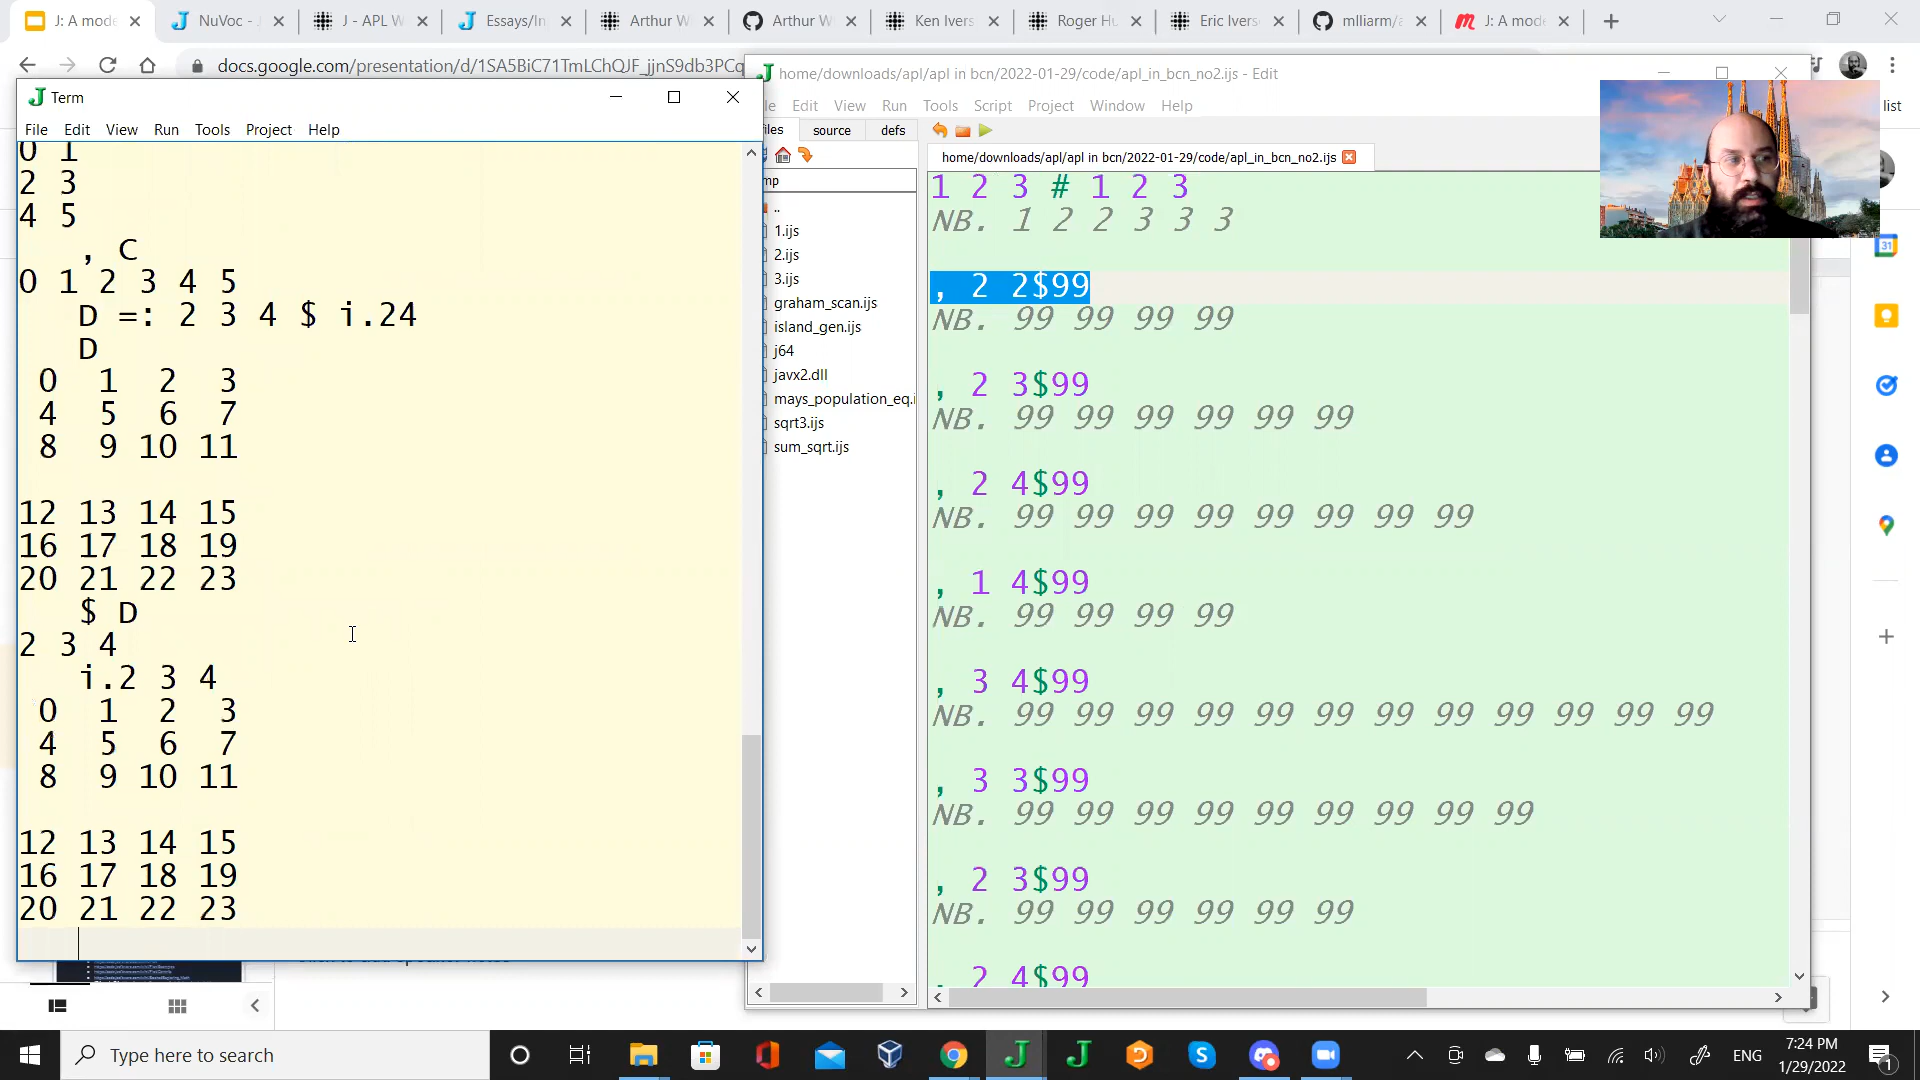 J: A mode
NuVoc - J
J - APL W
Essays/In
Arthur W
Arthur W
Ken Ivers
Roger Hu
Eric Ivers
mlliarm/a
J: A mode
docs.google.com/presentation/d/1SA5BiC71TmLChQJF_jjnS9db3PCq
list
Term
File Edit View Run Tools Project Help
0 1
2 3
4 5
, C
0 1 2 3 4 5
D =: 2 3 4 $ i.24
D
0 1 2 3
4 5 6 7
8 9 10 11
12 13 14 15
16 17 18 19
20 21 22 23
$ D
2 3 4
i.2 3 4
0 1 2 3
4 5 6 7
8 9 10 11
12 13 14 15
16 17 18 19
20 21 22 23
home/downloads/apl/apl in bcn/2022-01-29/code/apl_in_bcn_no2.ijs - Edit
le Edit View Run Tools Script Project Window Help
iles source defs
mp
..
1.ijs
2.ijs
3.ijs
graham_scan.ijs
island_gen.ijs
j64
javx2.dll
mays_population_eq.i
sqrt3.ijs
sum_sqrt.ijs
home/downloads/apl/apl in bcn/2022-01-29/code/apl_in_bcn_no2.ijs
1 2 3 # 1 2 3
NB. 1 2 2 3 3 3
, 2 2$99
NB. 99 99 99 99
, 2 3$99
NB. 99 99 99 99 99 99
, 2 4$99
NB. 99 99 99 99 99 99 99 99
, 1 4$99
NB. 99 99 99 99
, 3 4$99
NB. 99 99 99 99 99 99 99 99 99 99 99 99
, 3 3$99
NB. 99 99 99 99 99 99 99 99 99
, 2 3$99
NB. 99 99 99 99 99 99
, 2 4$99
31
Type here to search
ENG
7:24 PM
1/29/2022
1